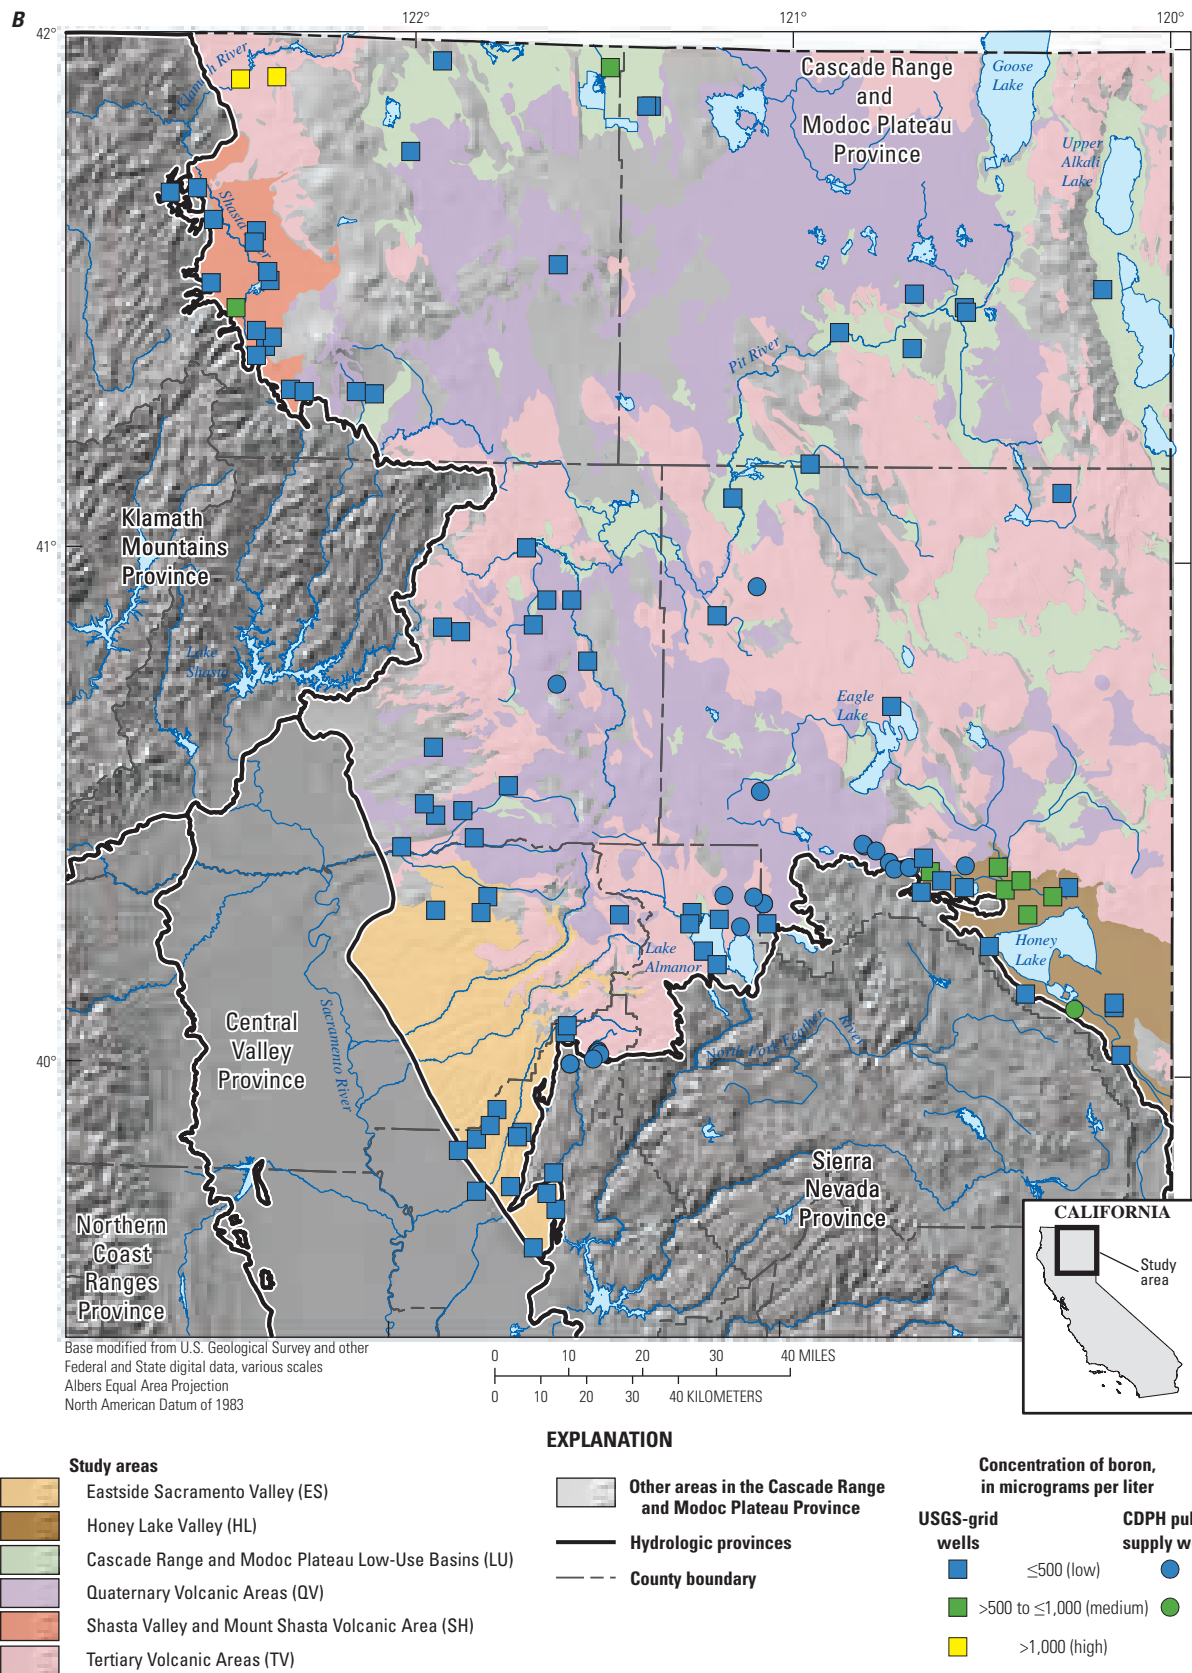 B
122°
121°
120°
42°
41°
40°
Klamath River
Cascade Range
and
Modoc Plateau
Province
Goose
Lake
Upper
Alkali
Lake
Shasta
Pit River
Klamath
Mountains
Province
Lake
Shasta
Eagle
Lake
Lake
Almanor
Honey
Lake
Central
Valley
Province
Sacramento River
North Fork Feather
River
Sierra
Nevada
Province
Northern
Coast
Ranges
Province
CALIFORNIA
Study
area
Base modified from U.S. Geological Survey and other
Federal and State digital data, various scales
Albers Equal Area Projection
North American Datum of 1983
0 10 20 30 40 MILES
0 10 20 30 40 KILOMETERS
EXPLANATION
Study areas
Eastside Sacramento Valley (ES)
Honey Lake Valley (HL)
Cascade Range and Modoc Plateau Low-Use Basins (LU)
Quaternary Volcanic Areas (QV)
Shasta Valley and Mount Shasta Volcanic Area (SH)
Tertiary Volcanic Areas (TV)
Other areas in the Cascade Range
and Modoc Plateau Province
Hydrologic provinces
County boundary
Concentration of boron,
in micrograms per liter
USGS-grid
wells
CDPH pu
supply w
≤500 (low)
>500 to ≤1,000 (medium)
>1,000 (high)